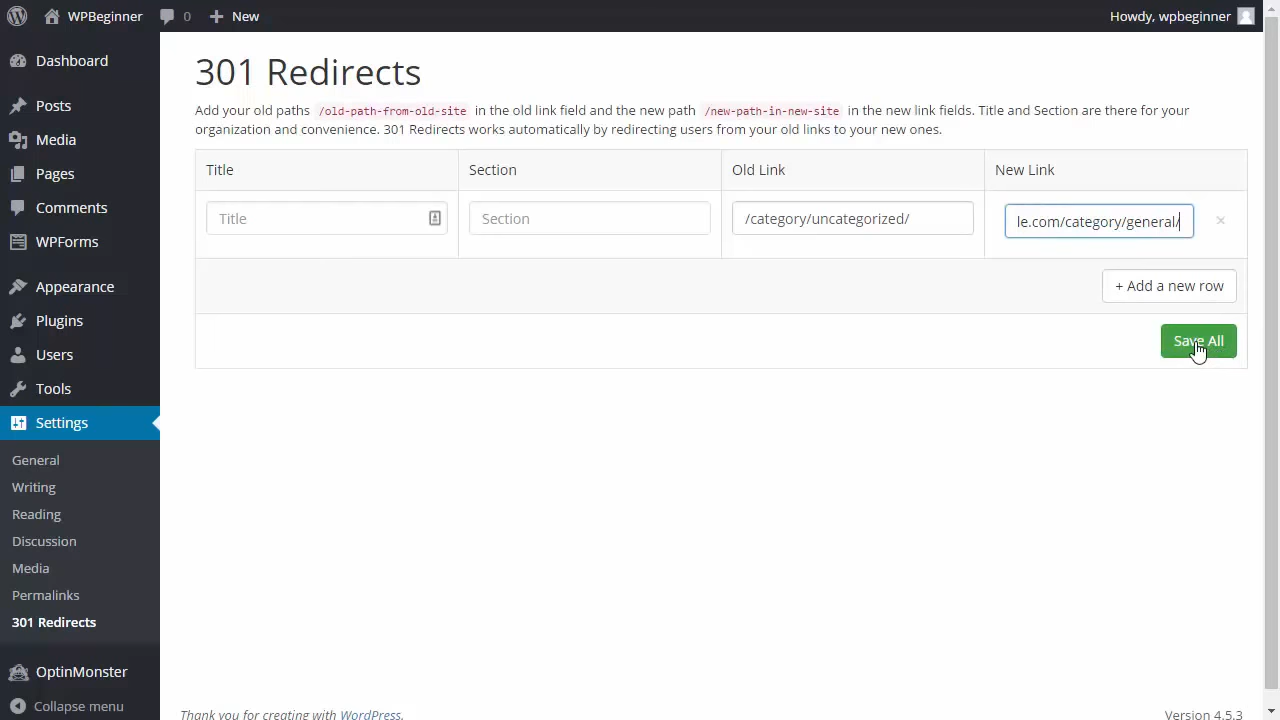 WPBeginner 0 New Howdy, wpbeginner
Dashboard
Posts
Media
Pages
Comments
WPForms
Appearance
Plugins
Users
Tools
Settings
General
Writing
Reading
Discussion
Media
Permalinks
301 Redirects
OptinMonster
Collapse menu
301 Redirects
Add your old paths /old-path-from-old-site in the old link field and the new path /new-path-in-new-site in the new link fields. Title and Section are there for your
organization and convenience. 301 Redirects works automatically by redirecting users from your old links to your new ones.
Title Section Old Link New Link
Title Section /category/uncategorized/ le.com/category/general/ ×
+ Add a new row
Save All
Thank you for creating with WordPress. Version 4.5.3